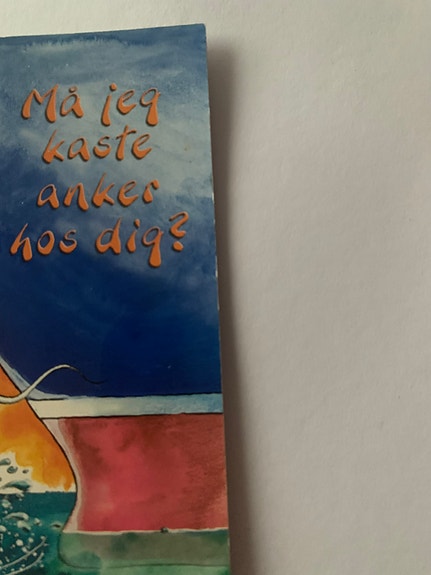 Må jeg
kaste
anker
hos dig?